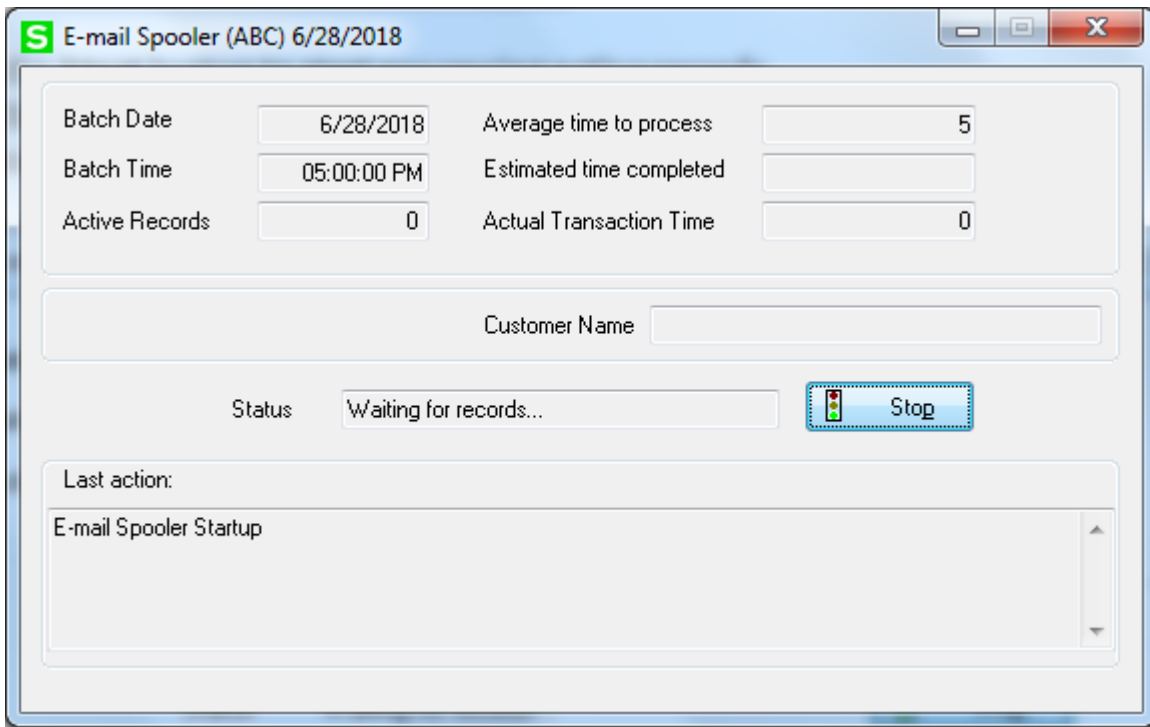 S E-mail Spooler (ABC) 6/28/2018
Batch Date 6/28/2018 Average time to process 5
Batch Time 05:00:00 PM Estimated time completed
Active Records 0 Actual Transaction Time 0
Customer Name
Status Waiting for records... Stop
Last action:
E-mail Spooler Startup